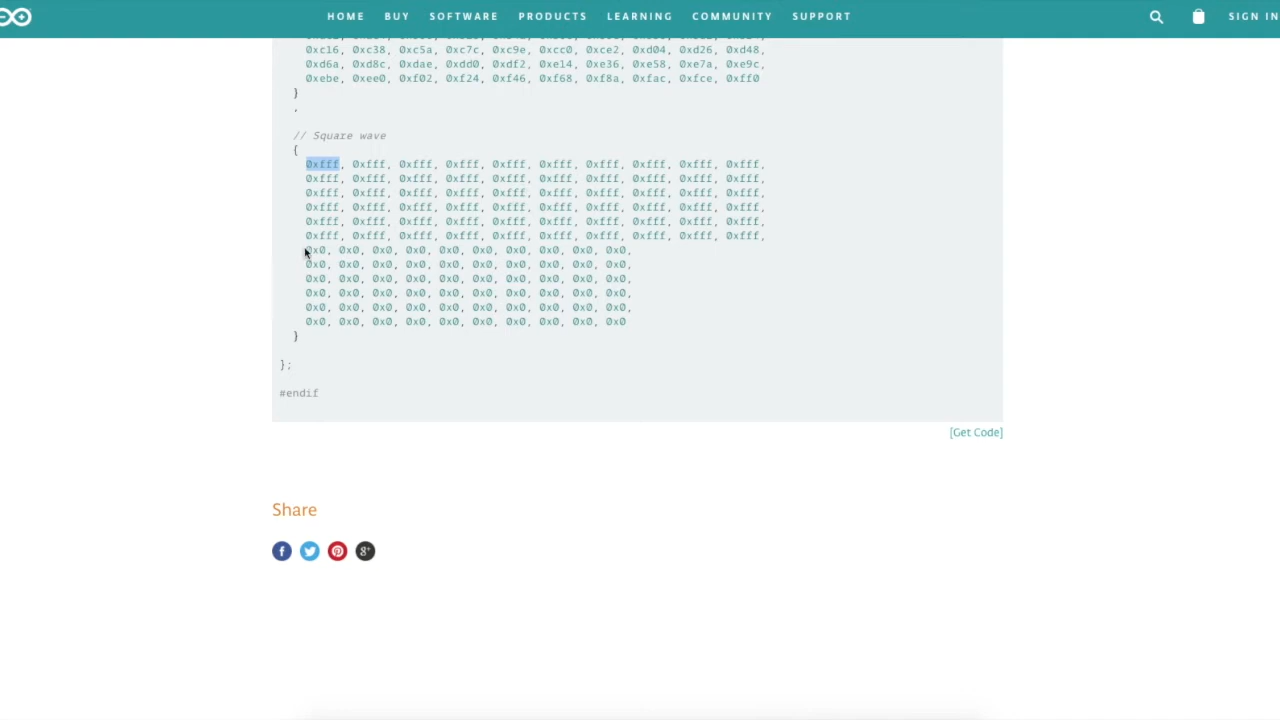 HOME BUY SOFTWARE PRODUCTS LEARNING COMMUNITY SUPPORT SIGN IN
0xc16, 0xc38, 0xc5a, 0xc7c, 0xc9e, 0xcc0, 0xce2, 0xd04, 0xd26, 0xd48,
0xd6a, 0xd8c, 0xdae, 0xdd0, 0xdf2, 0xe14, 0xe36, 0xe58, 0xe7a, 0xe9c,
0xebe, 0xee0, 0xf02, 0xf24, 0xf46, 0xf68, 0xf8a, 0xfac, 0xfce, 0xff0
}
,
// Square wave
{
0xfff, 0xfff, 0xfff, 0xfff, 0xfff, 0xfff, 0xfff, 0xfff, 0xfff, 0xfff,
0xfff, 0xfff, 0xfff, 0xfff, 0xfff, 0xfff, 0xfff, 0xfff, 0xfff, 0xfff,
0xfff, 0xfff, 0xfff, 0xfff, 0xfff, 0xfff, 0xfff, 0xfff, 0xfff, 0xfff,
0xfff, 0xfff, 0xfff, 0xfff, 0xfff, 0xfff, 0xfff, 0xfff, 0xfff, 0xfff,
0xfff, 0xfff, 0xfff, 0xfff, 0xfff, 0xfff, 0xfff, 0xfff, 0xfff, 0xfff,
0xfff, 0xfff, 0xfff, 0xfff, 0xfff, 0xfff, 0xfff, 0xfff, 0xfff, 0xfff,
0x0, 0x0, 0x0, 0x0, 0x0, 0x0, 0x0, 0x0, 0x0, 0x0,
0x0, 0x0, 0x0, 0x0, 0x0, 0x0, 0x0, 0x0, 0x0, 0x0,
0x0, 0x0, 0x0, 0x0, 0x0, 0x0, 0x0, 0x0, 0x0, 0x0,
0x0, 0x0, 0x0, 0x0, 0x0, 0x0, 0x0, 0x0, 0x0, 0x0,
0x0, 0x0, 0x0, 0x0, 0x0, 0x0, 0x0, 0x0, 0x0, 0x0,
0x0, 0x0, 0x0, 0x0, 0x0, 0x0, 0x0, 0x0, 0x0, 0x0
}
};
#endif
[Get Code]
Share